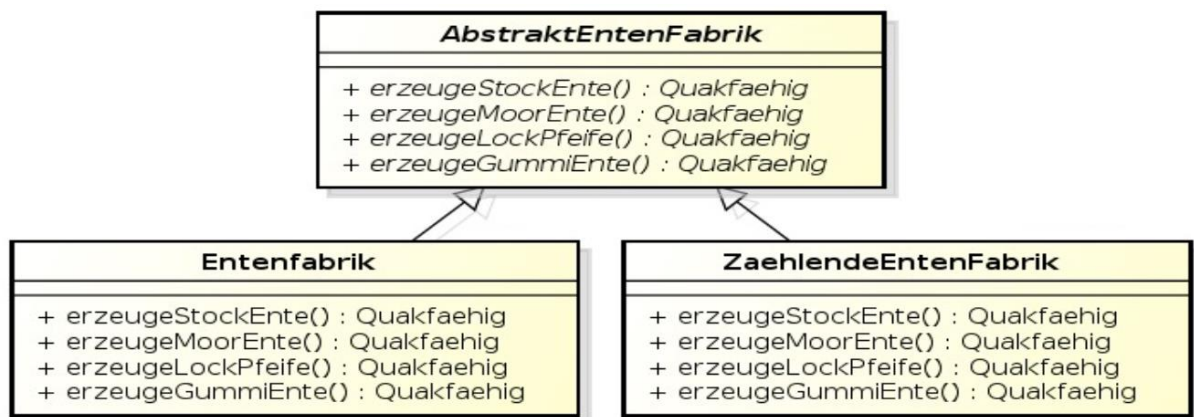 AbstraktEntenFabrik
+ erzeugeStockEnte() : Quakfaehig
+ erzeugeMoorEnte() : Quakfaehig
+ erzeugeLockPfeife() : Quakfaehig
+ erzeugeGummiEnte() : Quakfaehig
Entenfabrik
+ erzeugeStockEnte() : Quakfaehig
+ erzeugeMoorEnte() : Quakfaehig
+ erzeugeLockPfeife() : Quakfaehig
+ erzeugeGummiEnte() : Quakfaehig
ZaehlendeEntenFabrik
+ erzeugeStockEnte() : Quakfaehig
+ erzeugeMoorEnte() : Quakfaehig
+ erzeugeLockPfeife() : Quakfaehig
+ erzeugeGummiEnte() : Quakfaehig